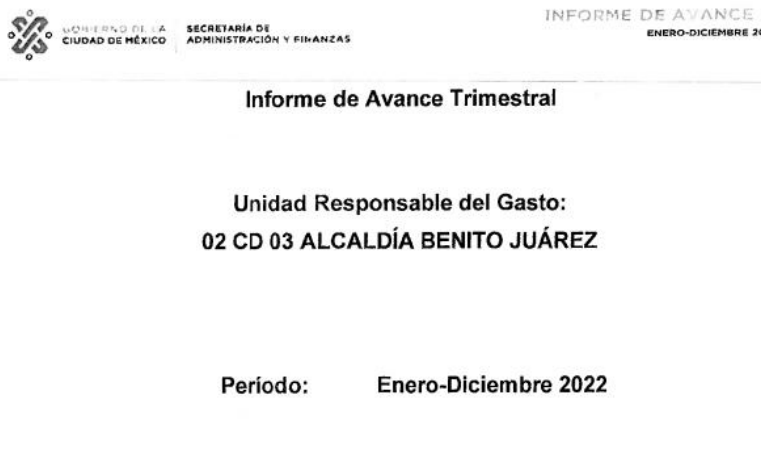 GOBIERNO DE LA
CIUDAD DE MÉXICO
SECRETARÍA DE
ADMINISTRACIÓN Y FINANZAS
INFORME DE AVANCE
ENERO-DICIEMBRE 20
Informe de Avance Trimestral
Unidad Responsable del Gasto:
02 CD 03 ALCALDÍA BENITO JUÁREZ
Período: Enero-Diciembre 2022